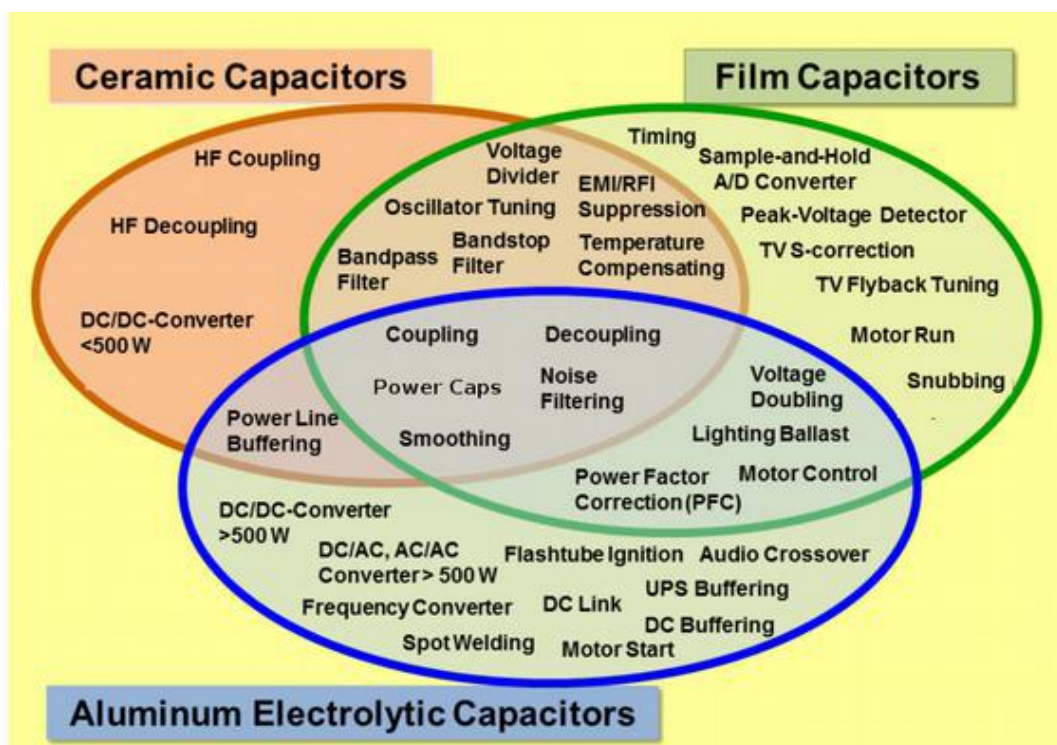 Ceramic Capacitors
Film Capacitors
HF Coupling
HF Decoupling
DC/DC-Converter
<500 W
Voltage
Divider
EMI/RFI
Suppression
Oscillator Tuning
Bandpass
Filter
Bandstop
Filter
Temperature
Compensating
Timing
Sample-and-Hold
A/D Converter
Peak-Voltage Detector
TV S-correction
TV Flyback Tuning
Motor Run
Snubbing
Coupling
Decoupling
Power Caps
Noise
Filtering
Smoothing
Power Line
Buffering
Voltage
Doubling
Lighting Ballast
Power Factor
Correction (PFC)
Motor Control
DC/DC-Converter
>500 W
DC/AC, AC/AC
Converter > 500 W
Flashtube Ignition
Audio Crossover
Frequency Converter
DC Link
UPS Buffering
DC Buffering
Spot Welding
Motor Start
Aluminum Electrolytic Capacitors